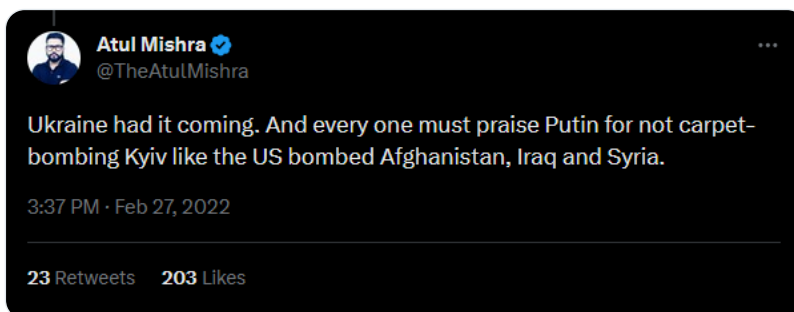 Atul Mishra
@TheAtulMishra
Ukraine had it coming. And every one must praise Putin for not carpet-
bombing Kyiv like the US bombed Afghanistan, Iraq and Syria.
3:37 PM · Feb 27, 2022
23 Retweets 203 Likes